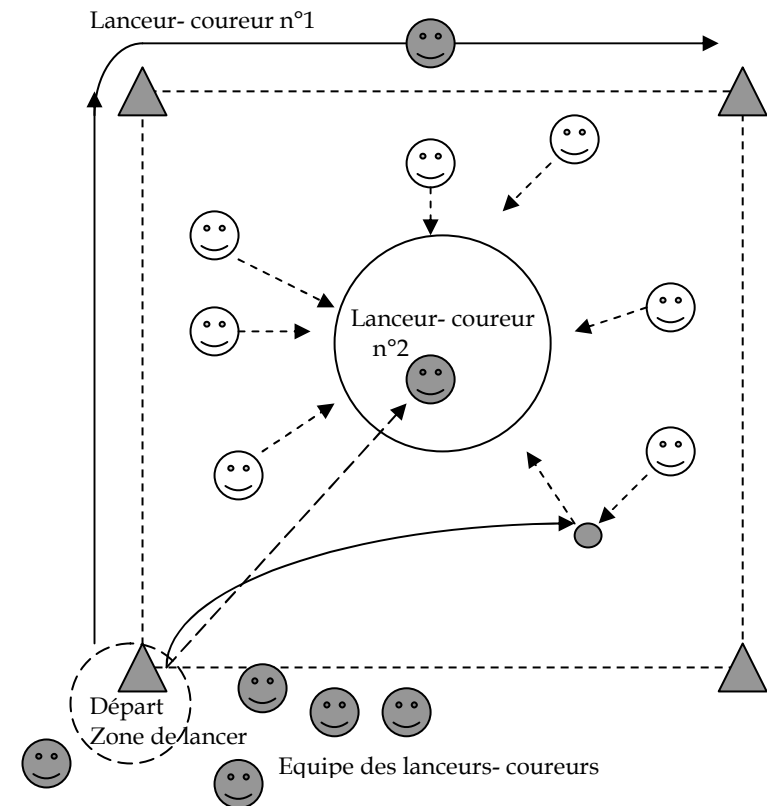 Lanceur- coureur n°1
Lanceur- coureur
n°2
Départ
Zone de lancer
Equipe des lanceurs- coureurs